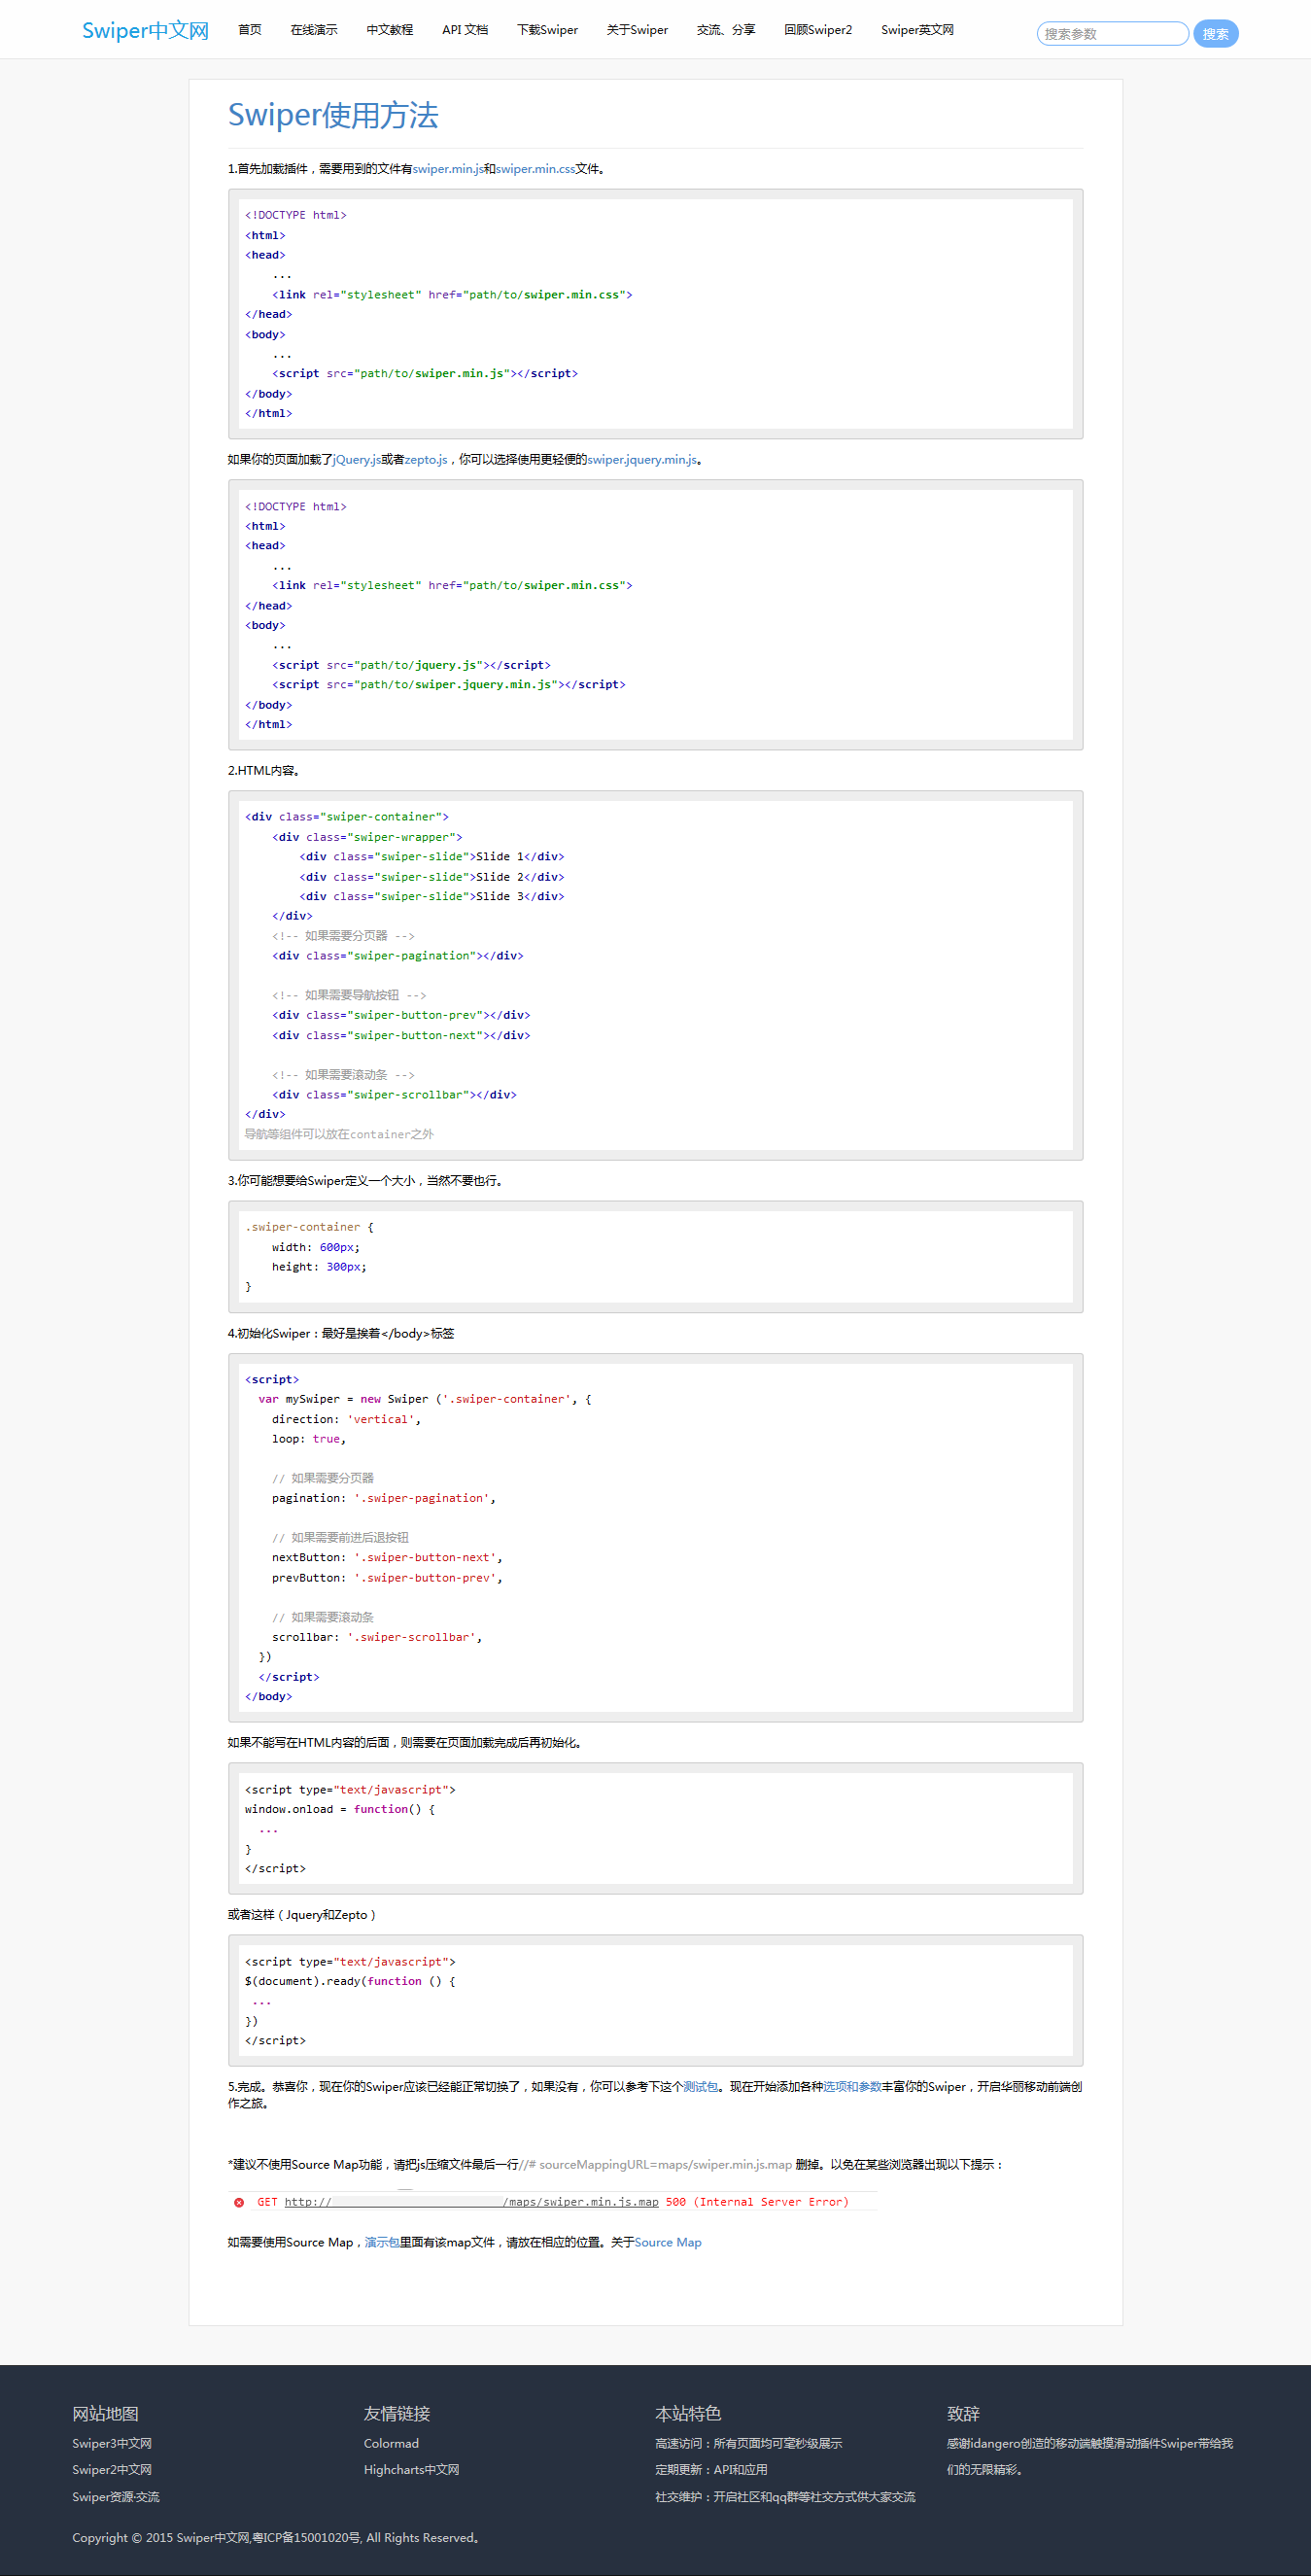 Swiper中文网 首页 在线演示 中文教程 API 文档 下载Swiper 关于Swiper 交流、分享 回顾Swiper2 Swiper英文网 搜索参数 搜索
Swiper使用方法
1.首先加载插件，需要用到的文件有swiper.min.js和swiper.min.css文件。
<!DOCTYPE html>
<html>
<head>
    ...
    <link rel="stylesheet" href="path/to/swiper.min.css">
</head>
<body>
    ...
    <script src="path/to/swiper.min.js"></script>
</body>
</html>
如果你的页面加载了jQuery.js或者zepto.js，你可以选择使用更轻便的swiper.jquery.min.js。
<!DOCTYPE html>
<html>
<head>
    ...
    <link rel="stylesheet" href="path/to/swiper.min.css">
</head>
<body>
    ...
    <script src="path/to/jquery.js"></script>
    <script src="path/to/swiper.jquery.min.js"></script>
</body>
</html>
2.HTML内容。
<div class="swiper-container">
    <div class="swiper-wrapper">
        <div class="swiper-slide">Slide 1</div>
        <div class="swiper-slide">Slide 2</div>
        <div class="swiper-slide">Slide 3</div>
    </div>
    <!-- 如果需要分页器 -->
    <div class="swiper-pagination"></div>
    <!-- 如果需要导航按钮 -->
    <div class="swiper-button-prev"></div>
    <div class="swiper-button-next"></div>
    <!-- 如果需要滚动条 -->
    <div class="swiper-scrollbar"></div>
</div>
导航等组件可以放在container之外
3.你可能想要给Swiper定义一个大小，当然不要也行。
.swiper-container {
    width: 600px;
    height: 300px;
}
4.初始化Swiper：最好是挨着</body>标签
<script>
  var mySwiper = new Swiper ('.swiper-container', {
    direction: 'vertical',
    loop: true,
    // 如果需要分页器
    pagination: '.swiper-pagination',
    // 如果需要前进后退按钮
    nextButton: '.swiper-button-next',
    prevButton: '.swiper-button-prev',
    // 如果需要滚动条
    scrollbar: '.swiper-scrollbar',
  })
  </script>
</body>
如果不能写在HTML内容的后面，则需要在页面加载完成后再初始化。
<script type="text/javascript">
window.onload = function() {
  ...
}
</script>
或者这样（Jquery和Zepto）
<script type="text/javascript">
$(document).ready(function () {
 ...
})
</script>
5.完成。恭喜你，现在你的Swiper应该已经能正常切换了，如果没有，你可以参考下这个测试包。现在开始添加各种选项和参数丰富你的Swiper，开启华丽移动前端创
作之旅。
*建议不使用Source Map功能，请把js压缩文件最后一行//# sourceMappingURL=maps/swiper.min.js.map 删掉。以免在某些浏览器出现以下提示：
GET http:// /maps/swiper.min.js.map 500 (Internal Server Error)
如需要使用Source Map，演示包里面有该map文件，请放在相应的位置。关于Source Map
网站地图
Swiper3中文网
Swiper2中文网
Swiper资源·交流
友情链接
Colormad
Highcharts中文网
本站特色
高速访问：所有页面均可毫秒级展示
定期更新：API和应用
社交维护：开启社区和qq群等社交方式供大家交流
致辞
感谢idangero创造的移动端触摸滑动插件Swiper带给我
们的无限精彩。
Copyright © 2015 Swiper中文网,粤ICP备15001020号, All Rights Reserved。